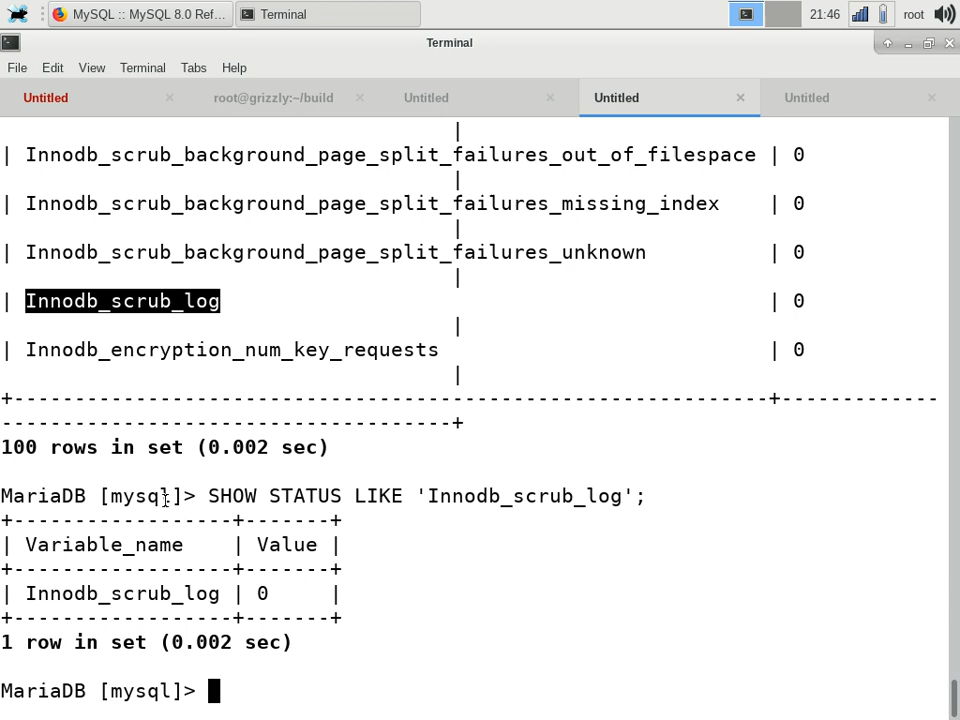 MySQL :: MySQL 8.0 Ref...
Terminal
21:46
root
Terminal
File Edit View Terminal Tabs Help
Untitled
root@grizzly:~/build
Untitled
Untitled
Untitled
|
| Innodb_scrub_background_page_split_failures_out_of_filespace | 0
|
| Innodb_scrub_background_page_split_failures_missing_index | 0
|
| Innodb_scrub_background_page_split_failures_unknown | 0
|
| Innodb_scrub_log | 0
|
| Innodb_encryption_num_key_requests | 0
|
+--------------------------------------------------------------+-------------
-------------------------------------+
100 rows in set (0.002 sec)
MariaDB [mysql]> SHOW STATUS LIKE 'Innodb_scrub_log';
+------------------+-------+
| Variable_name    | Value |
+------------------+-------+
| Innodb_scrub_log | 0     |
+------------------+-------+
1 row in set (0.002 sec)
MariaDB [mysql]>